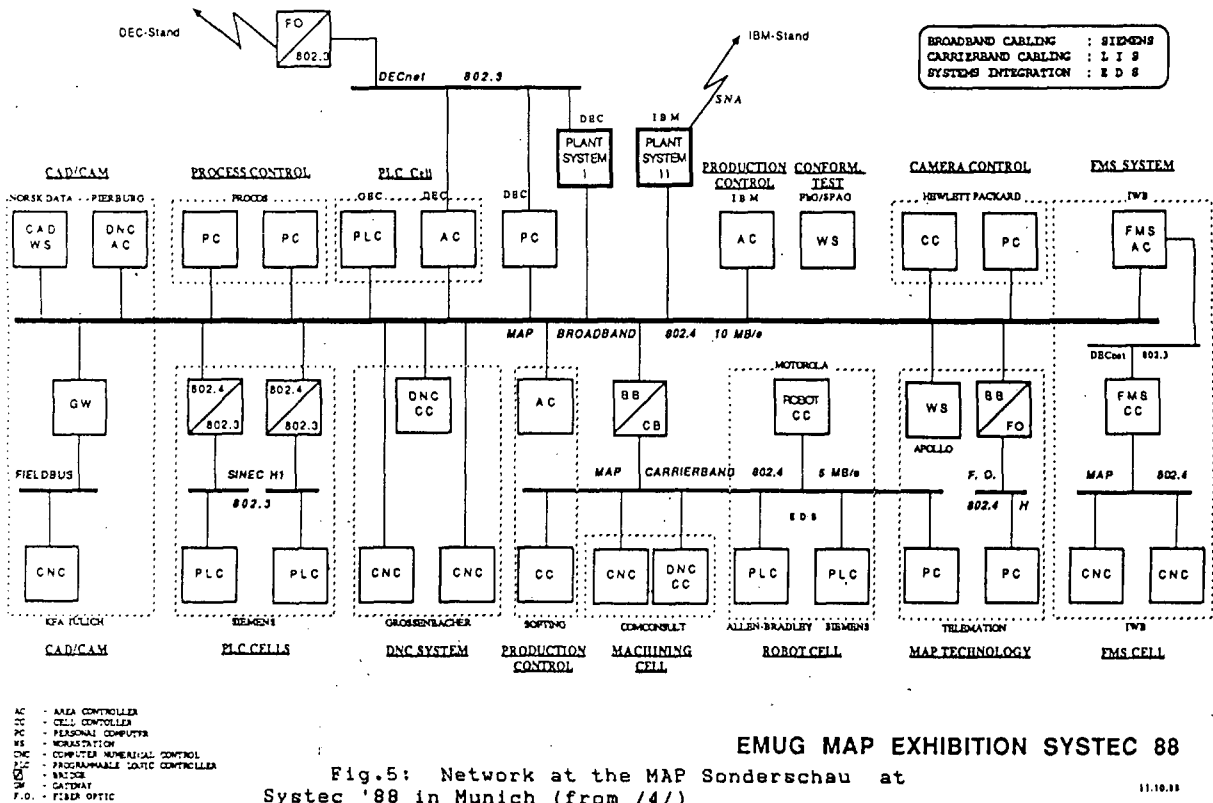 DEC-Stand
FO
802.3
IBM-Stand
BROADBAND CABLING : SIEMENS
CARRIERBAND CABLING : L I S
SYSTEMS INTEGRATION : E D S
DECnet 802.3
SNA
DEC
PLANT SYSTEM I
IBM
PLANT SYSTEM II
CAD/CAM
PROCESS CONTROL
PLC Cell
PRODUCTION CONTROL
CONFORM. TEST
CAMERA CONTROL
FMS SYSTEM
NORSK DATA
PIERBURG
PROCOS
DEC
DEC
IBM
HEWLETT PACKARD
IWB
CAD WS
DNC AC
PC
PC
PLC
AC
PC
AC
WS
CC
PC
FMS AC
MAP BROADBAND 802.4 10 MB/s
DECnet 802.3
MOTOROLA
GW
802.4
802.3
802.4
802.3
DNC CC
AC
BB
CB
ROBOT CC
WS
APOLLO
BB
FO
FMS CC
FIELDBUS
SINEC H1
802.3
MAP CARRIERBAND 802.4 5 MB/s
F. O.
802.4 H
MAP 802.4
E D S
CNC
PLC
PLC
CNC
CNC
CC
CNC
DNC CC
PLC
PLC
PC
PC
CNC
CNC
KFA JÜLICH
SIEMENS
GROSSENBACHER
SOFTING
COMCONSULT
ALLEN-BRADLEY
SIEMENS
TELEMATION
IWB
CAD/CAM
PLC CELLS
DNC SYSTEM
PRODUCTION CONTROL
MACHINING CELL
ROBOT CELL
MAP TECHNOLOGY
FMS CELL
AC - AREA CONTROLLER
CC - CELL CONTOLLER
PC - PERSONAL COMPUTER
WS - WORKSTATION
CNC - COMPUTER NUMERICAL CONTROL
PLC - PROGRAMMABLE LOGIC CONTROLLER
- BRIDGE
GW - GATEWAY
F.O. - FIBER OPTIC
EMUG MAP EXHIBITION SYSTEC 88
Fig.5: Network at the MAP Sonderschau at
Systec '88 in Munich (from /4/)
11.10.88